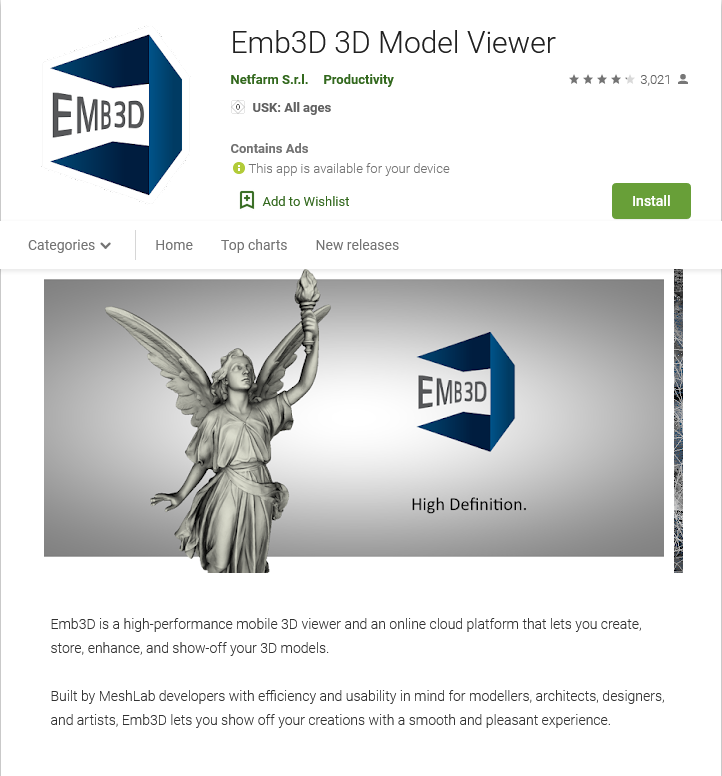 EMB3D
Emb3D 3D Model Viewer
Netfarm S.r.l. Productivity
3,021
0 USK: All ages
Contains Ads
This app is available for your device
Add to Wishlist
Install
Categories Home Top charts New releases
EMB3D
High Definition.
Emb3D is a high-performance mobile 3D viewer and an online cloud platform that lets you create,
store, enhance, and show-off your 3D models.
Built by MeshLab developers with efficiency and usability in mind for modellers, architects, designers,
and artists, Emb3D lets you show off your creations with a smooth and pleasant experience.